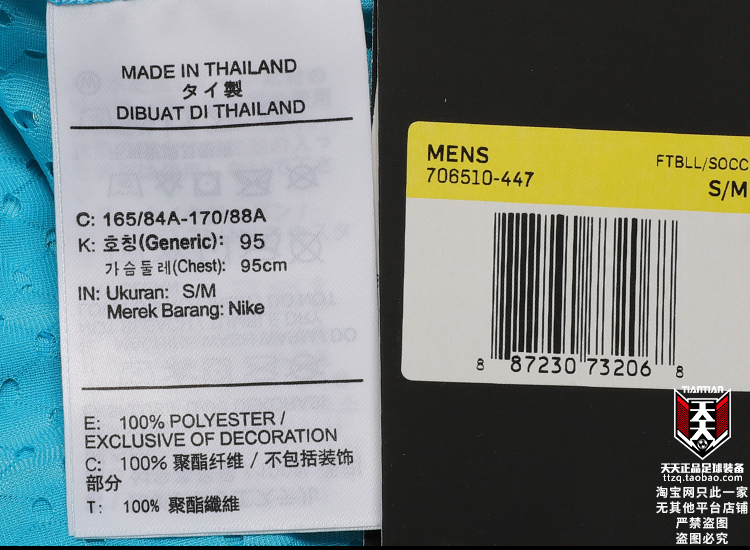 MADE IN THAILAND
タイ製
DIBUAT DI THAILAND
C: 165/84A-170/88A
K: 호칭(Generic): 95
가슴둘레(Chest): 95cm
IN: Ukuran: S/M
Merek Barang: Nike
E: 100% POLYESTER /
EXCLUSIVE OF DECORATION
C: 100% 聚酯纤维 / 不包括装饰
部分
T: 100% 聚酯纖維
MENS
706510-447
FTBLL/SOCC
S/M
8 87230 73206 8
TIANTIAN
天天
天天正品足球装备
ttzq.taobao.com
淘宝网只此一家
无其他平台店铺
严禁盗图
盗图必究